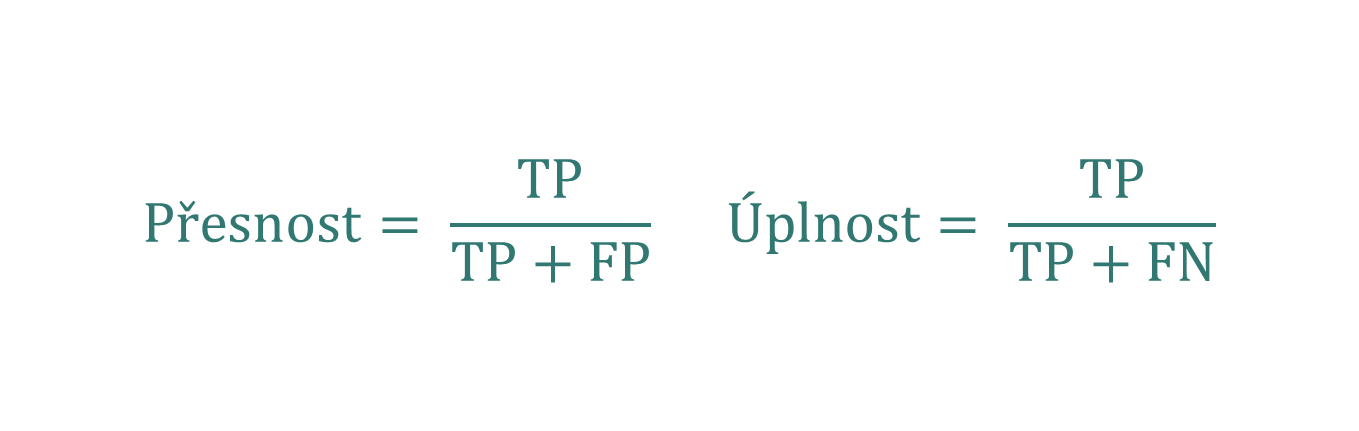 Přesnost = TP / TP + FP Úplnost = TP / TP + FN